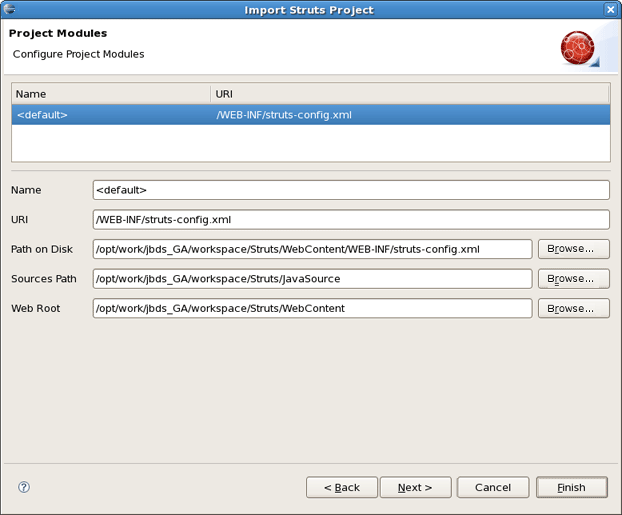 Import Struts Project
Project Modules
Configure Project Modules
Name URI
<default> /WEB-INF/struts-config.xml
Name <default>
URI /WEB-INF/struts-config.xml
Path on Disk /opt/work/jbds_GA/workspace/Struts/WebContent/WEB-INF/struts-config.xml Browse...
Sources Path /opt/work/jbds_GA/workspace/Struts/JavaSource Browse...
Web Root /opt/work/jbds_GA/workspace/Struts/WebContent Browse...
? < Back Next > Cancel Finish